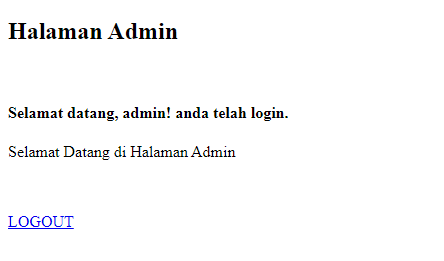 Halaman Admin
Selamat datang, admin! anda telah login.
Selamat Datang di Halaman Admin
LOGOUT